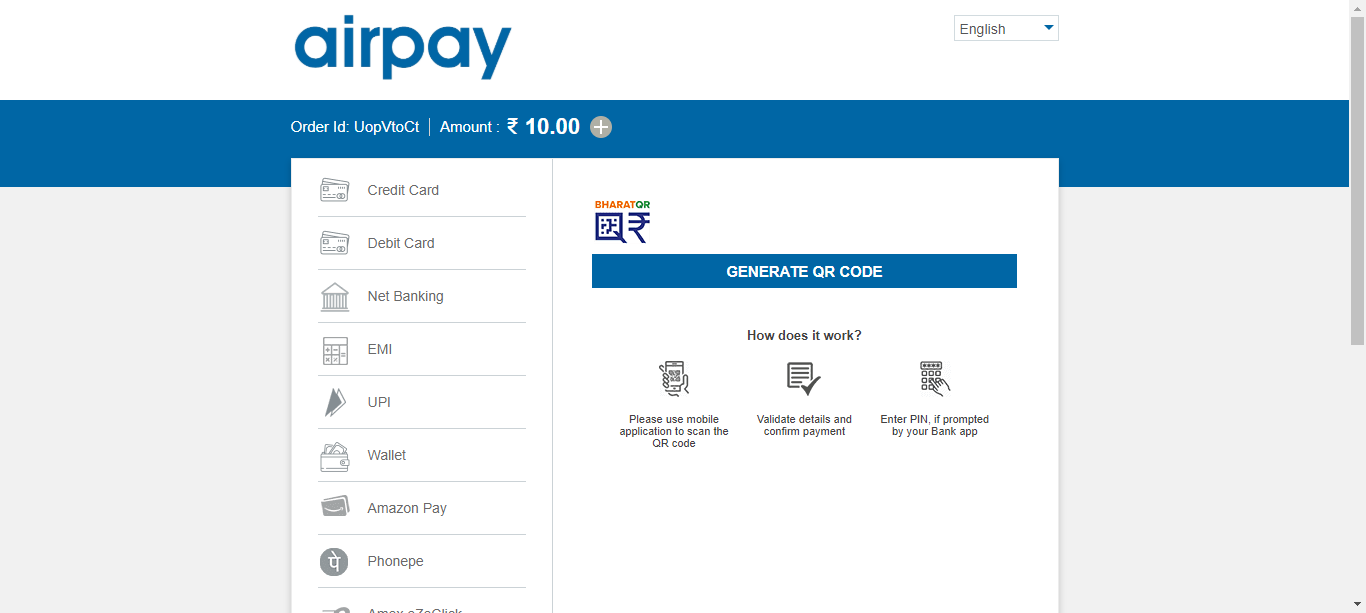 airpay
English
Order Id: UopVtoCt
Amount : ₹ 10.00
Credit Card
Debit Card
Net Banking
EMI
UPI
Wallet
Amazon Pay
Phonepe
Amex eZeClick
BHARATQR
GENERATE QR CODE
How does it work?
Please use mobile
application to scan the
QR code
Validate details and
confirm payment
Enter PIN, if prompted
by your Bank app